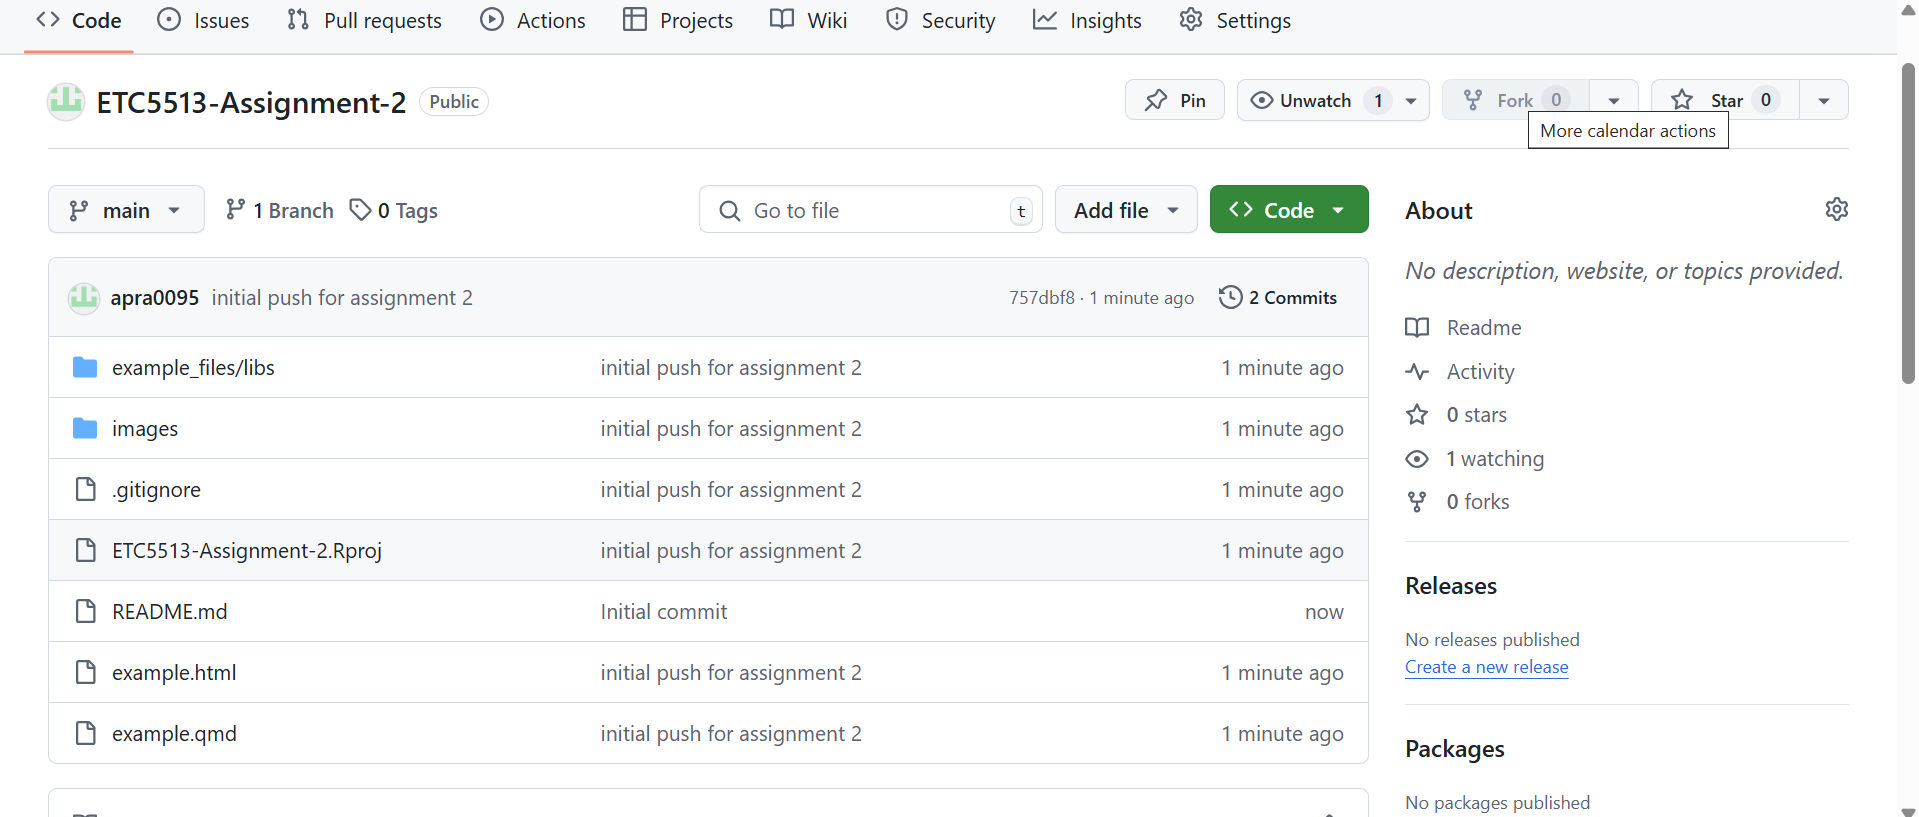 Code Issues Pull requests Actions Projects Wiki Security Insights Settings
ETC5513-Assignment-2 Public Pin Unwatch 1 Fork 0 Star 0
More calendar actions
main 1 Branch 0 Tags Go to file t Add file Code
About
No description, website, or topics provided.
Readme
Activity
0 stars
1 watching
0 forks
Releases
No releases published
Create a new release
Packages
No packages published
apra0095 initial push for assignment 2 757dbf8 · 1 minute ago 2 Commits
example_files/libs initial push for assignment 2 1 minute ago
images initial push for assignment 2 1 minute ago
.gitignore initial push for assignment 2 1 minute ago
ETC5513-Assignment-2.Rproj initial push for assignment 2 1 minute ago
README.md Initial commit now
example.html initial push for assignment 2 1 minute ago
example.qmd initial push for assignment 2 1 minute ago